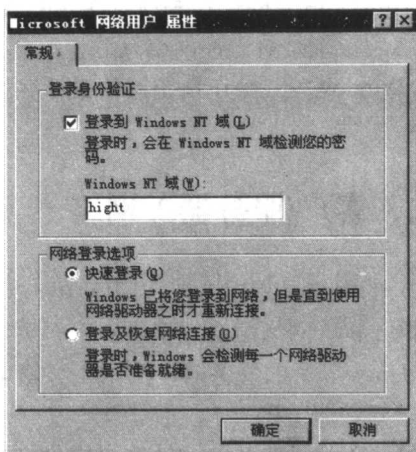 Microsoft 网络用户 属性
常规
登录身份验证
登录到 Windows NT 域(L)
登录时，会在 Windows NT 域检测您的密
码。
Windows NT 域(W):
hight
网络登录选项
快速登录(Q)
Windows 已将您登录到网络，但是直到使用
网络驱动器之时才重新连接。
登录及恢复网络连接(O)
登录时，Windows 会检测每一个网络驱动
器是否准备就绪。
确定
取消